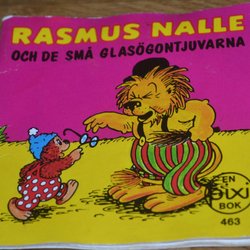 RASMUS NALLE
OCH DE SMÅ GLASÖGONTJUVARNA
EN
pixi
BOK
463